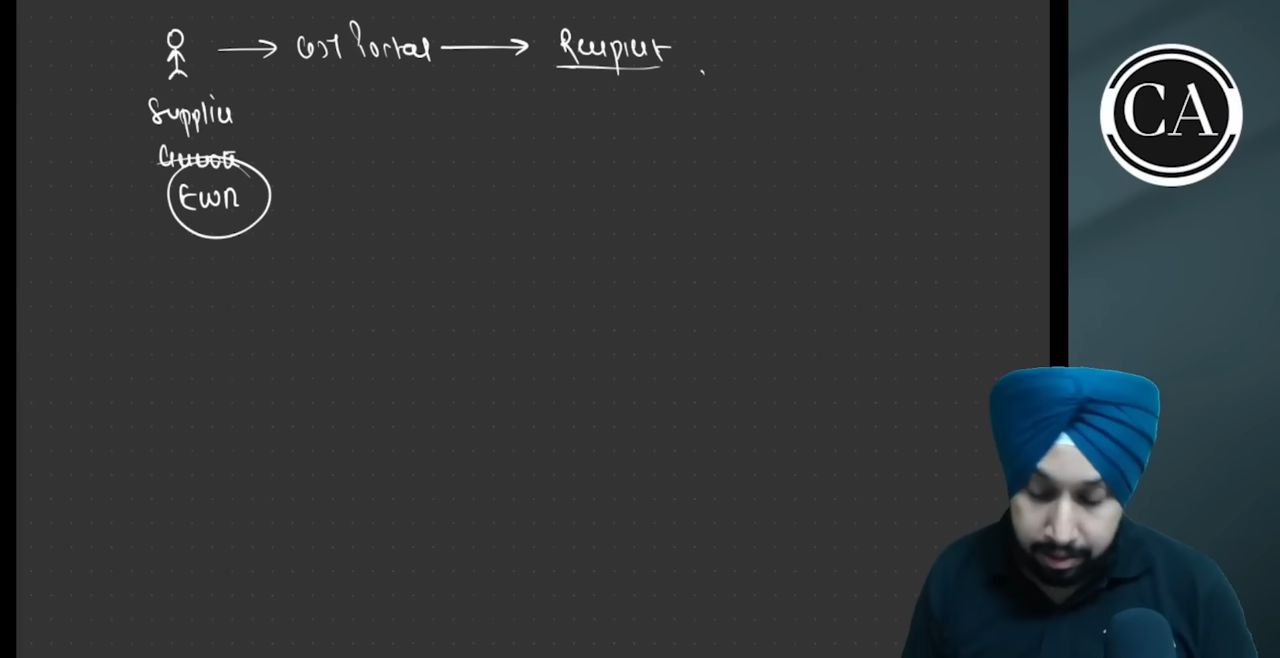 → GST Portal → Recipient
Supplier
EWB
CA